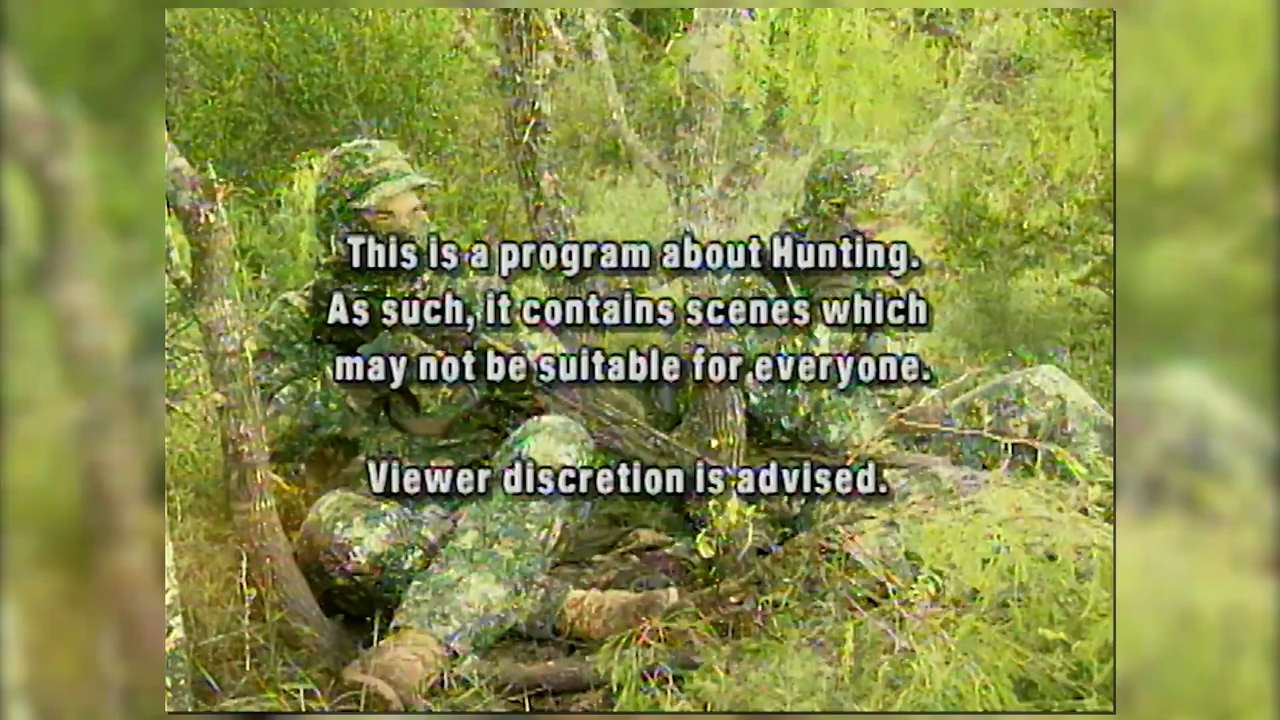 This is a program about Hunting.
As such, it contains scenes which
may not be suitable for everyone.
Viewer discretion is advised.